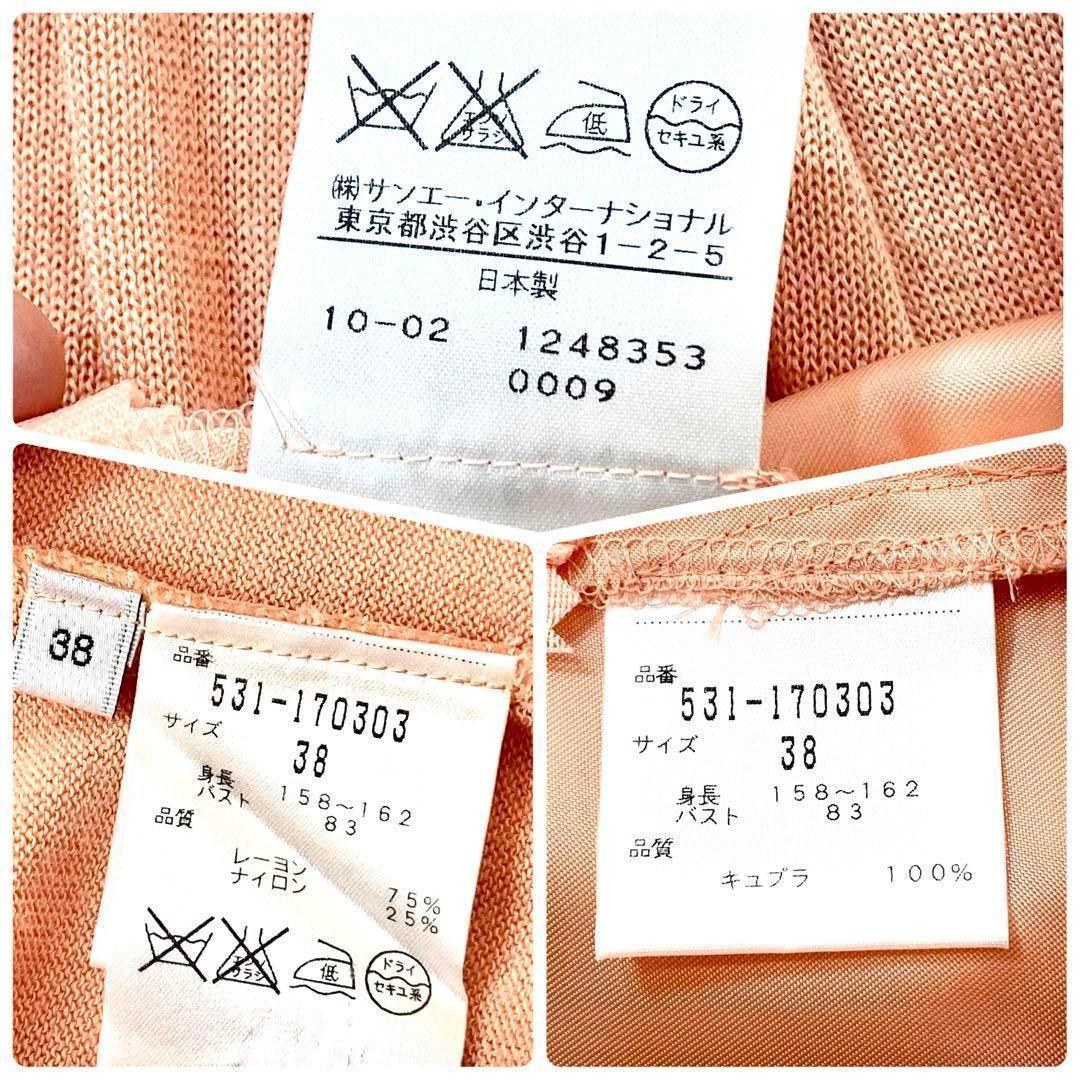 エンソ
サラシ
低
ドライ
セキユ系
㈱サンエー・インターナショナル
東京都渋谷区渋谷1-2-5
日本製
10-02 1248353
0009
38
品番
531-170303
サイズ
38
身長 158~162
バスト 83
品質
レーヨン 75%
ナイロン 25%
エンソ
サラシ
低
ドライ
セキユ系
品番
531-170303
サイズ
38
身長 158~162
バスト 83
品質
キュプラ 100%